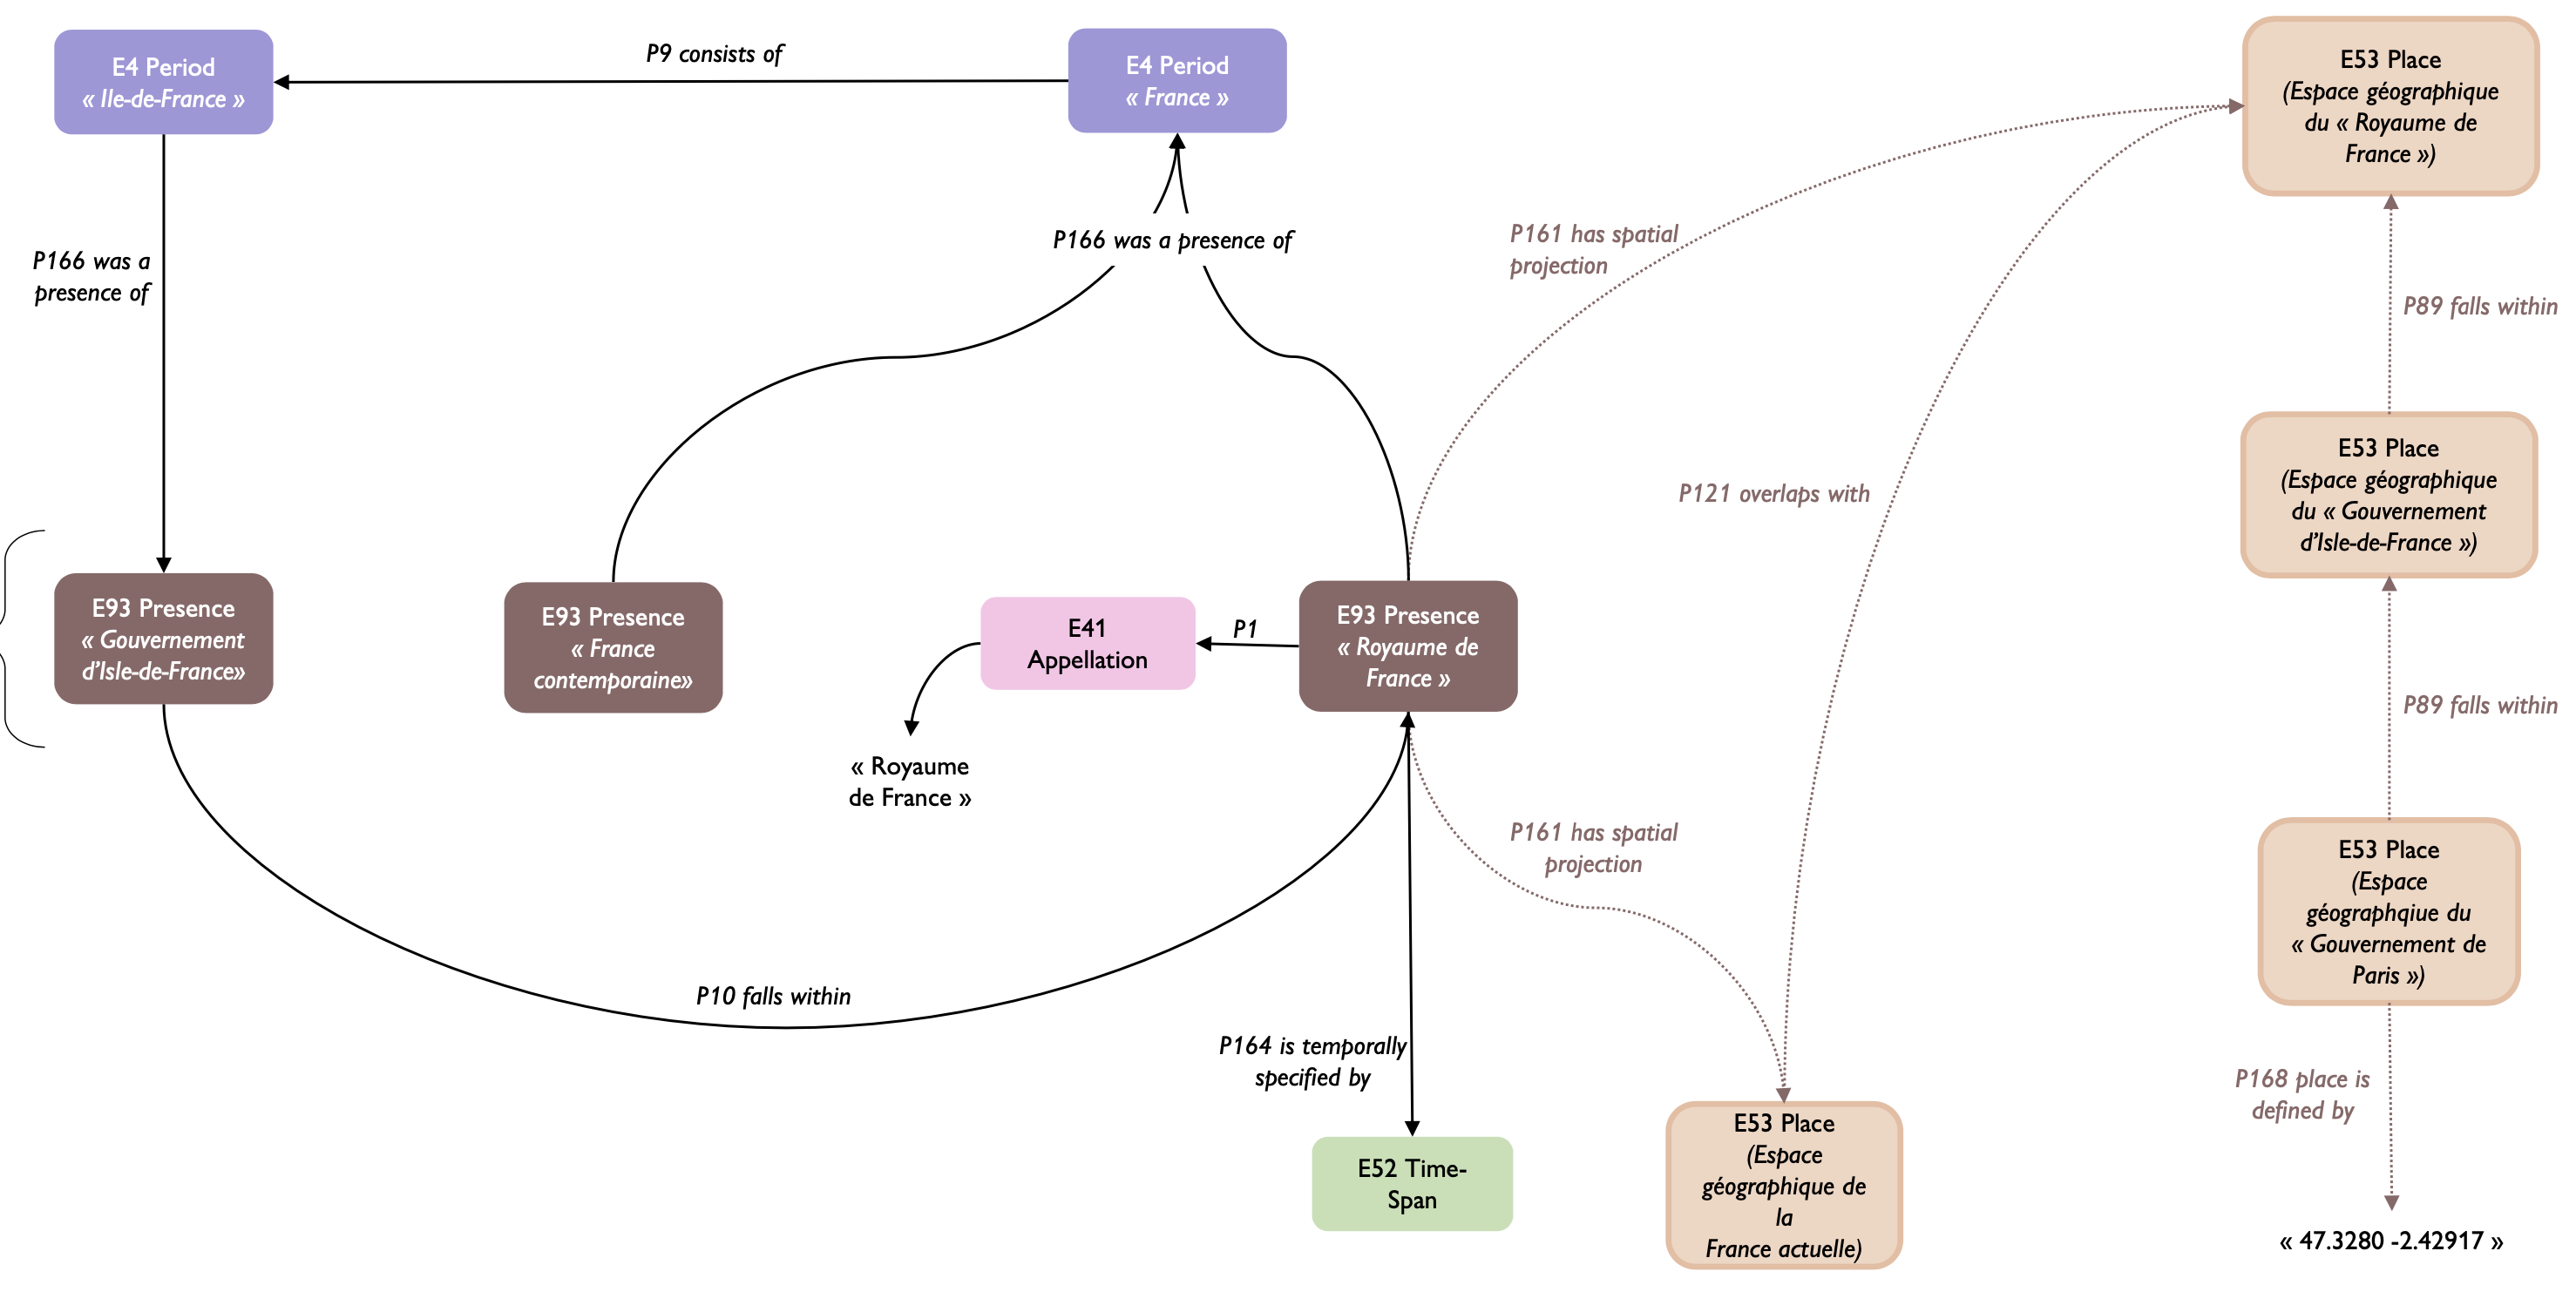 E4 Period
« Ile-de-France »
P9 consists of
E4 Period
« France »
E53 Place
(Espace géographique
du « Royaume de
France »)
P166 was a
presence of
P166 was a presence of
P161 has spatial
projection
P89 falls within
P121 overlaps with
E53 Place
(Espace géographique
du « Gouvernement
d'Isle-de-France »)
E93 Presence
« Gouvernement
d'Isle-de-France»
E93 Presence
« France
contemporaine»
E41
Appellation
P1
E93 Presence
« Royaume de
France »
« Royaume
de France »
P89 falls within
P161 has spatial
projection
E53 Place
(Espace
géographqiue du
« Gouvernement de
Paris »)
P10 falls within
P164 is temporally
specified by
P168 place is
defined by
E52 Time-
Span
E53 Place
(Espace
géographique de
la
France actuelle)
« 47.3280 -2.42917 »